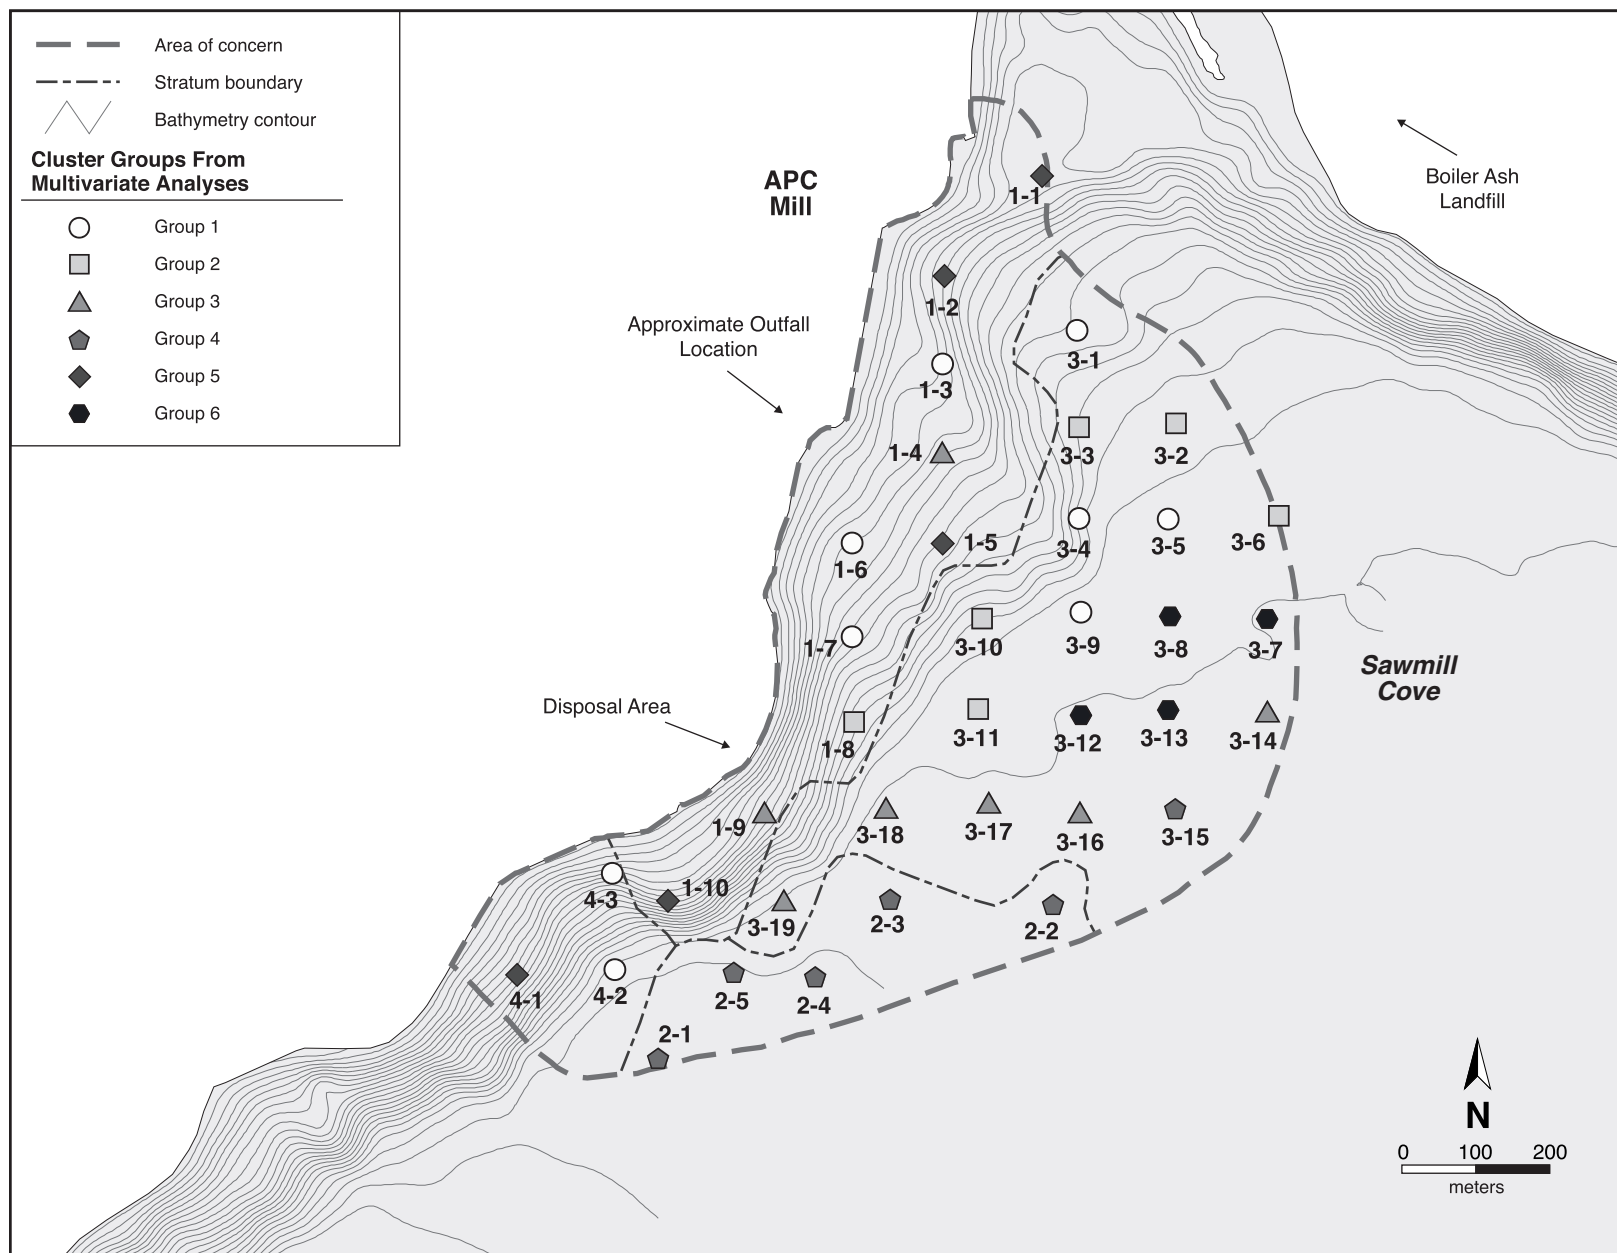 Area of concern
Stratum boundary
Bathymetry contour
Cluster Groups From
Multivariate Analyses
Group 1
Group 2
Group 3
Group 4
Group 5
Group 6
APC
Mill
Boiler Ash
Landfill
1-1
1-2
Approximate Outfall
Location
3-1
1-3
1-4
3-3
3-2
1-5
3-4
3-5
3-6
1-6
1-7
3-10
3-9
3-8
3-7
Sawmill
Cove
Disposal Area
1-8
3-11
3-12
3-13
3-14
1-9
3-18
3-17
3-16
3-15
4-3
1-10
3-19
2-3
2-2
4-1
4-2
2-5
2-4
2-1
N
0 100 200
meters